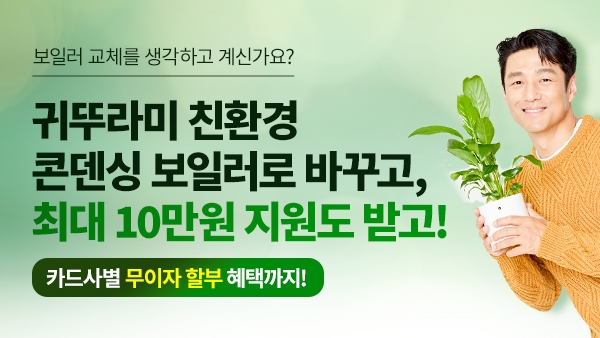 보일러 교체를 생각하고 계신가요?
귀뚜라미 친환경
콘덴싱 보일러로 바꾸고,
최대 10만원 지원도 받고!
카드사별 무이자 할부 혜택까지!